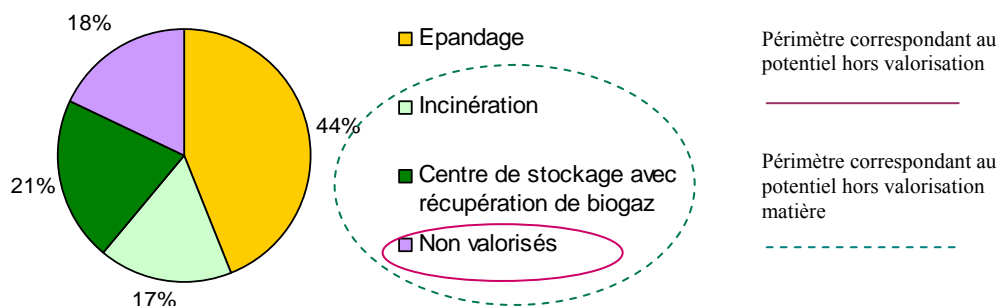 18%
44%
21%
17%
Epandage
Incinération
Centre de stockage avec
récupération de biogaz
Non valorisés
Périmètre correspondant au
potentiel hors valorisation
Périmètre correspondant au
potentiel hors valorisation
matière